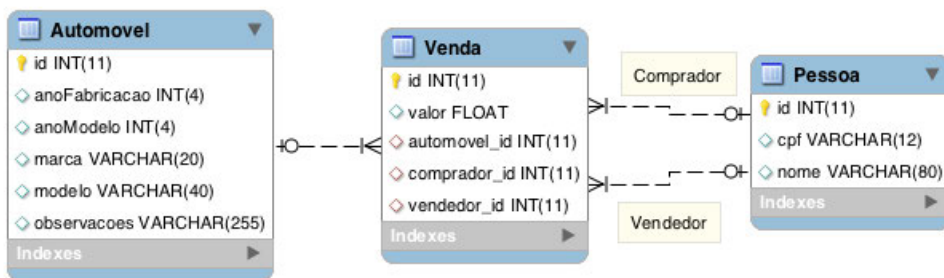 Automovel
id INT(11)
anoFabricacao INT(4)
anoModelo INT(4)
marca VARCHAR(20)
modelo VARCHAR(40)
observacoes VARCHAR(255)
Indexes
Venda
id INT(11)
valor FLOAT
automovel_id INT(11)
comprador_id INT(11)
vendedor_id INT(11)
Indexes
Comprador
Vendedor
Pessoa
id INT(11)
cpf VARCHAR(12)
nome VARCHAR(80)
Indexes